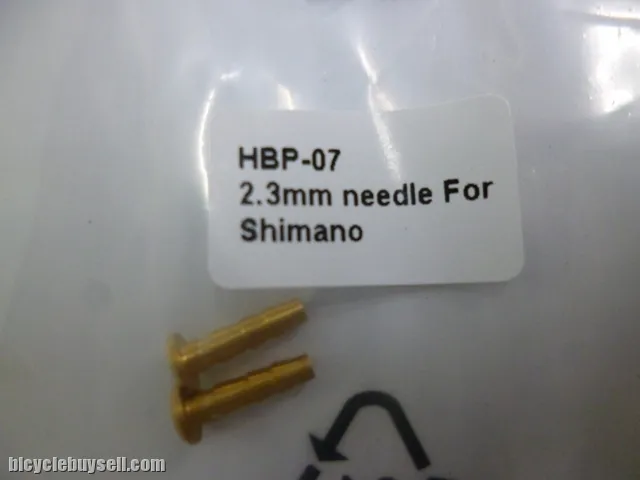 HBP-07
2.3mm needle For
Shimano
bicyclebuysell.com